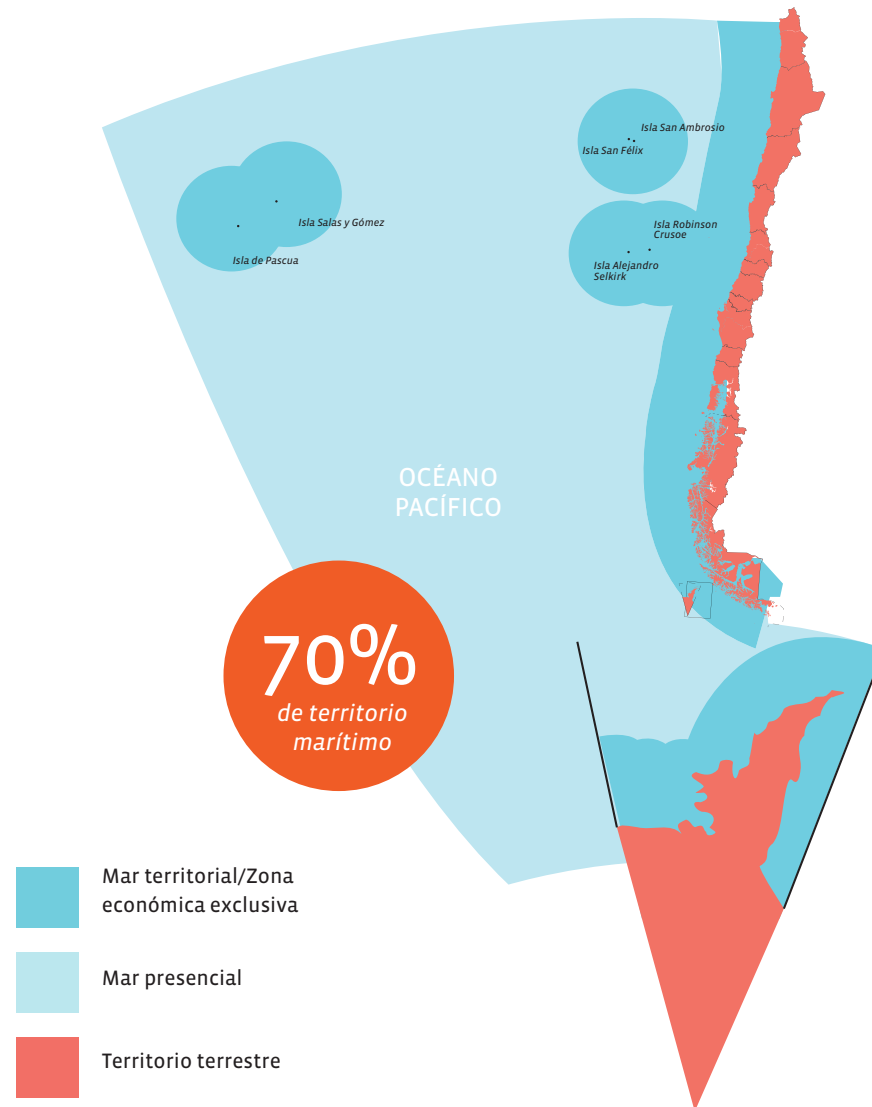 Isla San Ambrosio
Isla San Félix
Isla Salas y Gómez
Isla de Pascua
Isla Robinson
Crusoe
Isla Alejandro
Selkirk
OCÉANO
PACÍFICO
70%
de territorio
marítimo
Mar territorial/Zona
económica exclusiva
Mar presencial
Territorio terrestre